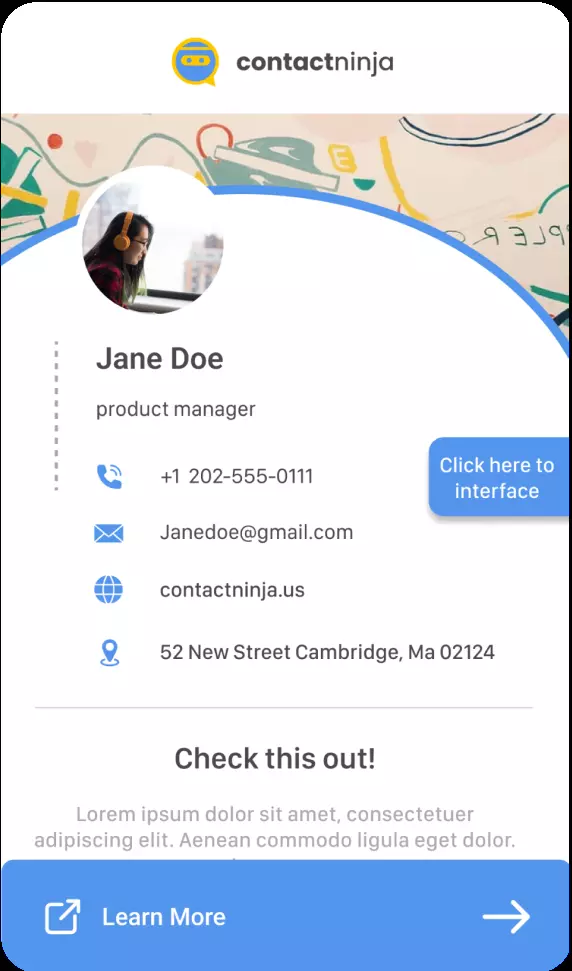 contactninja
Jane Doe
product manager
+1 202-555-0111
Click here to
interface
Janedoe@gmail.com
contactninja.us
52 New Street Cambridge, Ma 02124
Check this out!
Lorem ipsum dolor sit amet, consectetuer
adipiscing elit. Aenean commodo ligula eget dolor.
Learn More